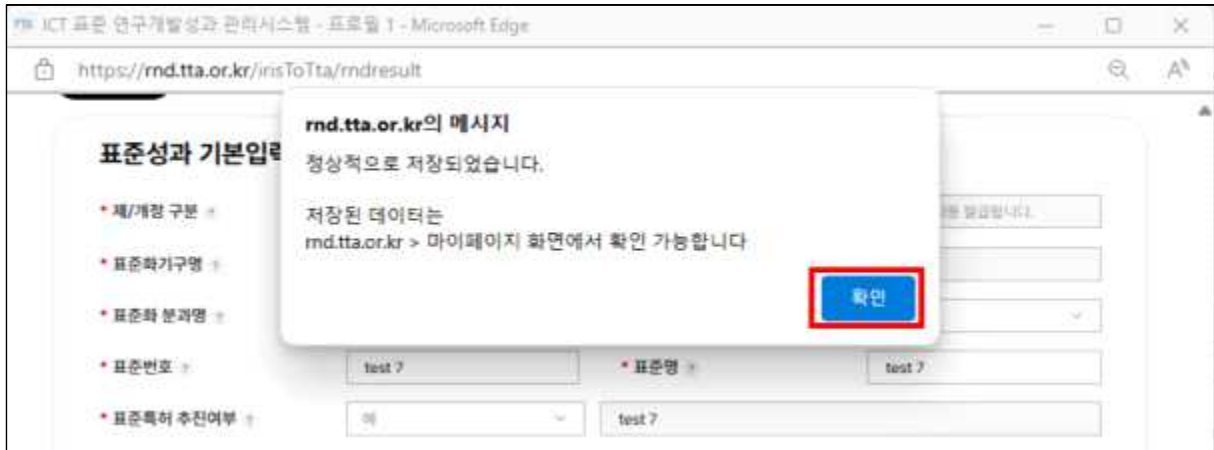 ICT 표준 연구개발성과 관리시스템 - 프로필 1 - Microsoft Edge
https://rnd.tta.or.kr/irisToTta/rndresult
rnd.tta.or.kr의 메시지
정상적으로 저장되었습니다.
저장된 데이터는
rnd.tta.or.kr > 마이페이지 화면에서 확인 가능합니다
확인
표준성과 기본입력
* 제/개정 구분
발급됩니다.
* 표준화기구명
* 표준화 분과명
* 표준번호 test 7 * 표준명 test 7
* 표준특허 추진여부 예 test 7